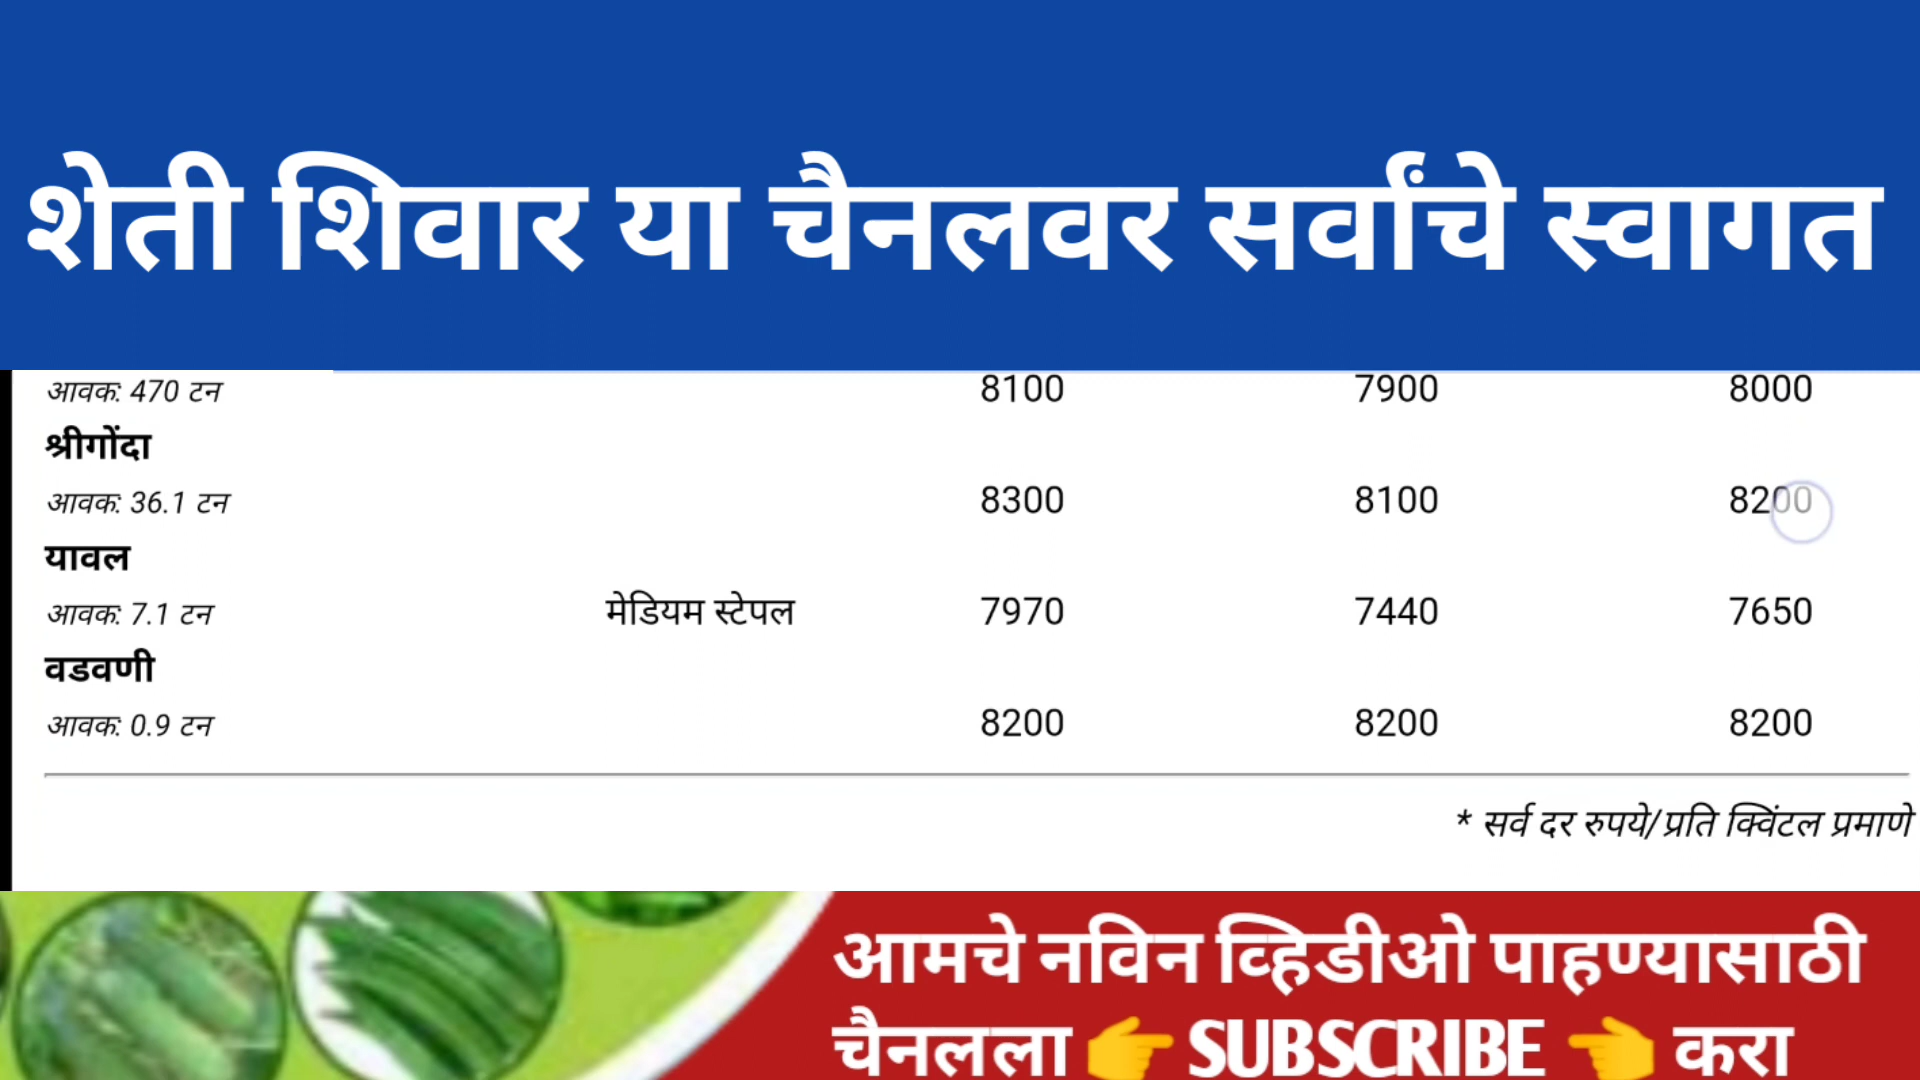 शेती शिवार या चैनलवर सर्वांचे स्वागत
आवक: 470 टन 8100 7900 8000
श्रीगोंदा
आवक: 36.1 टन 8300 8100 8200
यावल
आवक: 7.1 टन मेडियम स्टेपल 7970 7440 7650
वडवणी
आवक: 0.9 टन 8200 8200 8200
* सर्व दर रुपये/प्रति क्विंटल प्रमाणे
आमचे नविन व्हिडीओ पाहण्यासाठी
चैनलला 👉 SUBSCRIBE 👈 करा